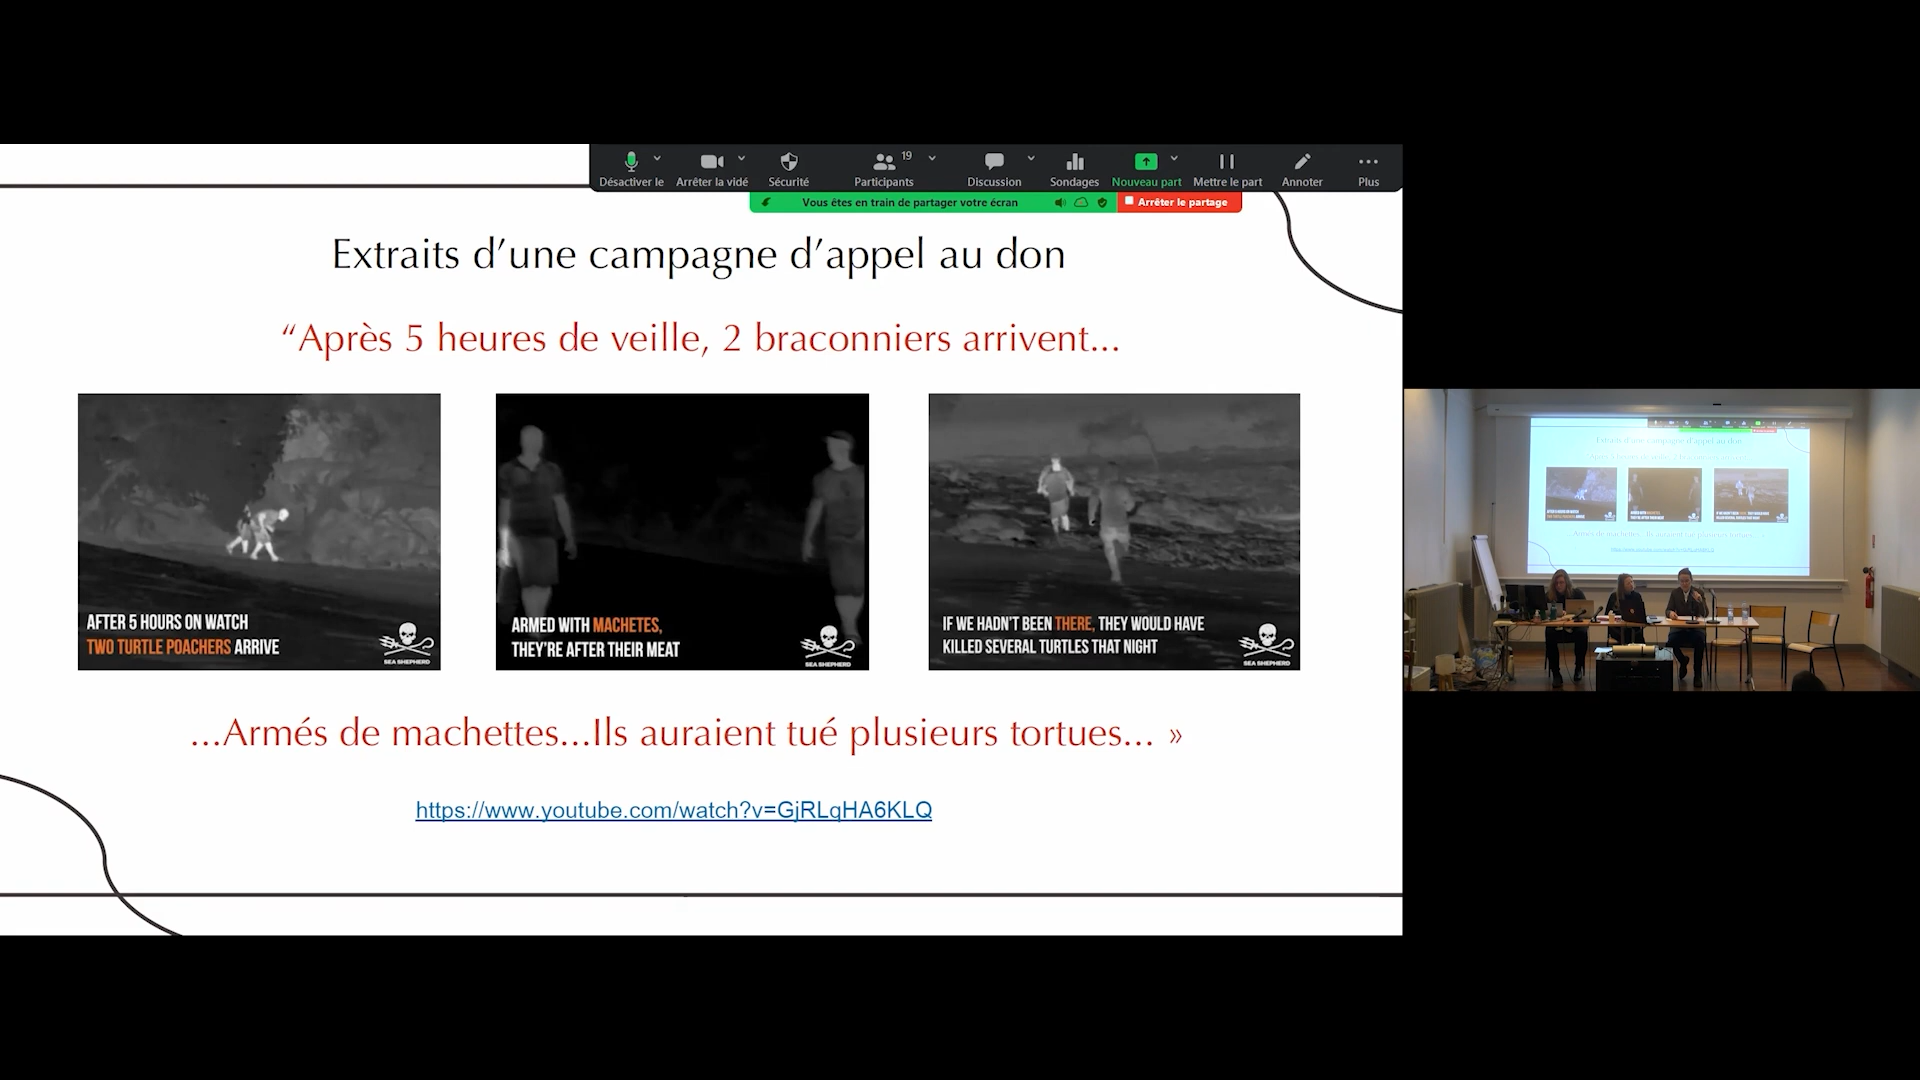 19
Désactiver le
Arrêter la vidé
Sécurité
Participants
Discussion
Sondages
Nouveau part
Mettre le part
Annoter
Plus
Vous êtes en train de partager votre écran
Arrêter le partage
Extraits d’une campagne d’appel au don
“Après 5 heures de veille, 2 braconniers arrivent...
AFTER 5 HOURS ON WATCH
TWO TURTLE POACHERS ARRIVE
SEA SHEPHERD
ARMED WITH MACHETES,
THEY'RE AFTER THEIR MEAT
SEA SHEPHERD
IF WE HADN'T BEEN THERE, THEY WOULD HAVE
KILLED SEVERAL TURTLES THAT NIGHT
SEA SHEPHERD
...Armés de machettes...Ils auraient tué plusieurs tortues... »
https://www.youtube.com/watch?v=GjRLqHA6KLQ